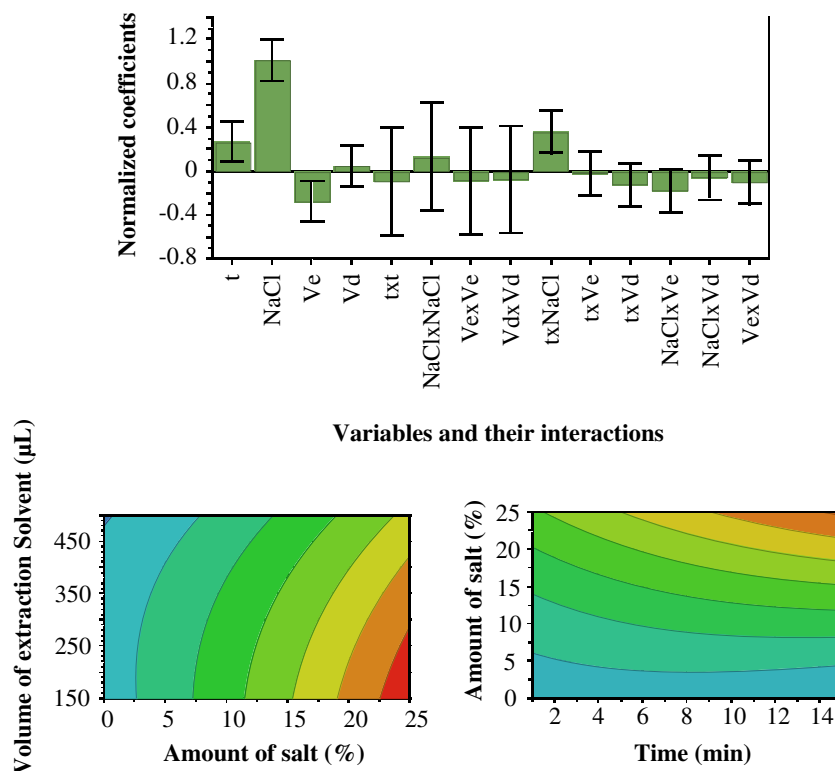 Normalized coefficients
1.2
0.8
0.4
0
-0.4
-0.8
t
NaCl
Ve
Vd
txt
NaClxNaCl
VexVe
VdxVd
txNaCl
txVe
txVd
NaClxVe
NaClxVd
VexVd
Variables and their interactions
Volume of extraction Solvent (µL)
450
350
250
150
0 5 10 15 20 25
Amount of salt (%)
Amount of salt (%)
25
20
15
10
5
0
2 4 6 8 10 12 14
Time (min)